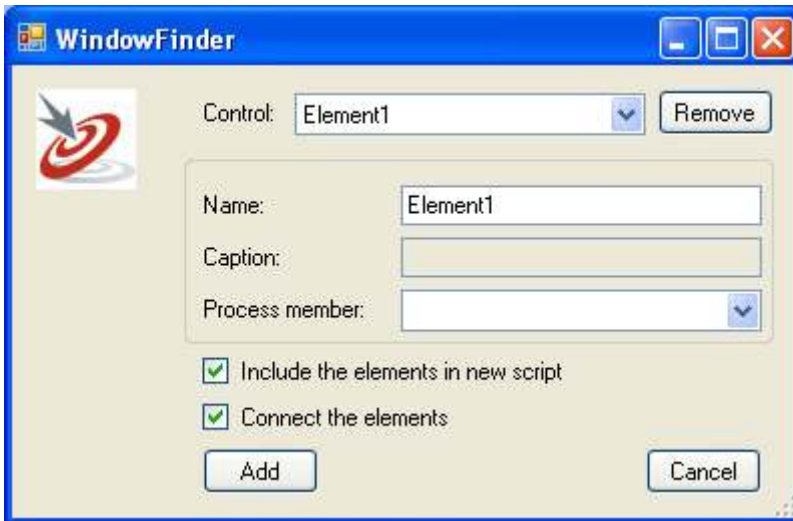 WindowFinder
Control: Element1 Remove
Name: Element1
Caption:
Process member:
Include the elements in new script
Connect the elements
Add Cancel